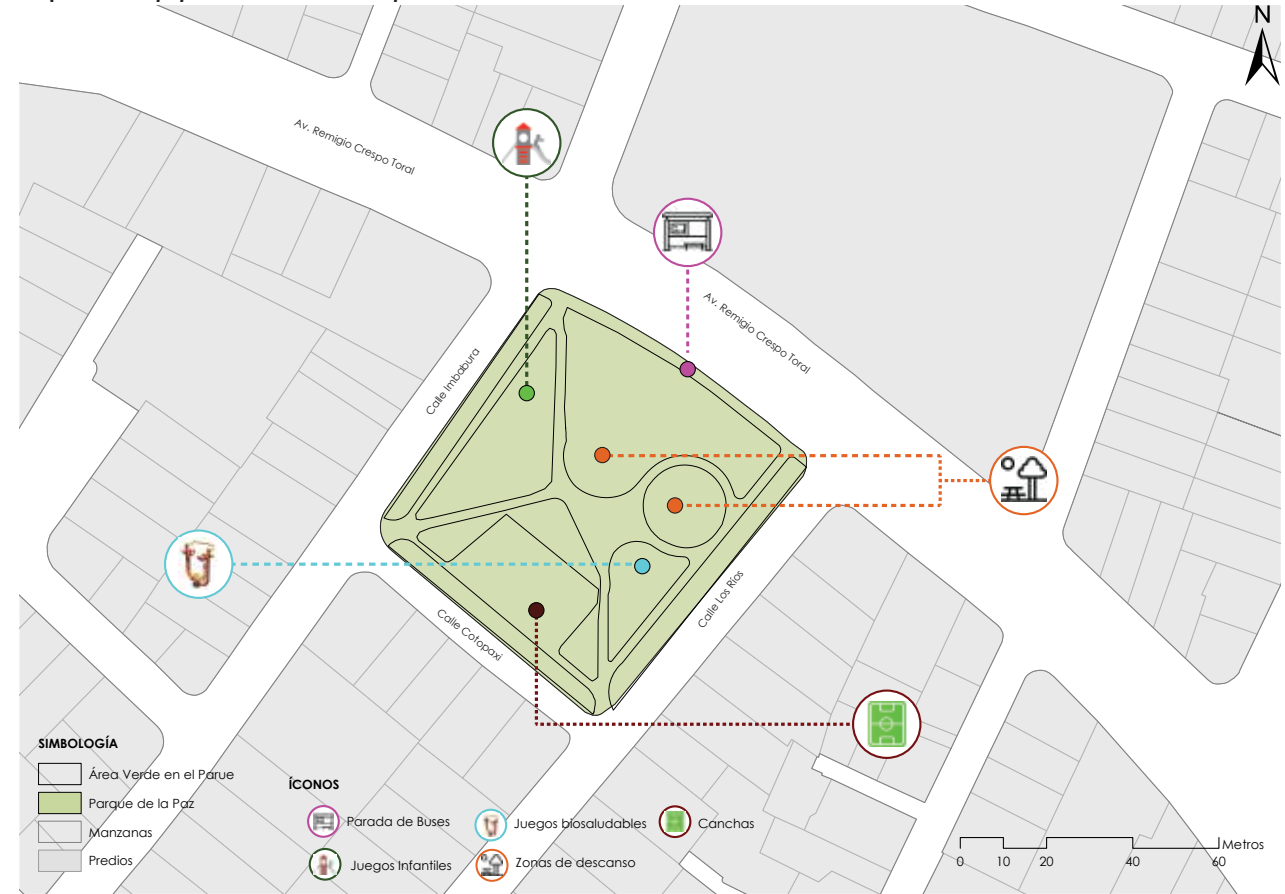 N
Av. Remigio Crespo Toral
Av. Remigio Crespo Toral
Calle Imbabura
Calle Los Ríos
Calle Cotopaxi
SIMBOLOGÍA
Área Verde en el Parue
Parque de la Paz
Manzanas
Predios
ÍCONOS
Parada de Buses
Juegos biosaludables
Canchas
Juegos Infantiles
Zonas de descanso
Metros
0 10 20 40 60